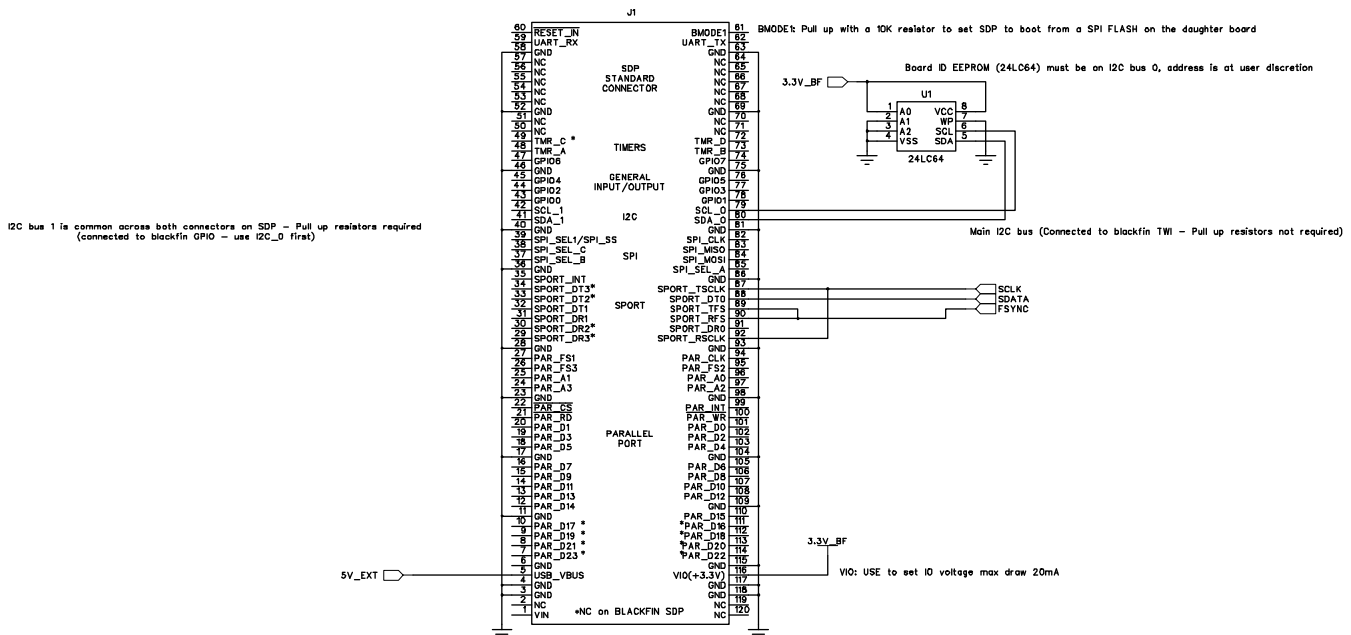 J1
60 RESET_IN BMODE1 61
BMODE1: Pull up with a 10K resistor to set SDP to boot from a SPI FLASH on the daughter board
59 UART_RX UART_TX 62
58 GND GND 63
57 NC NC 64
56 NC NC 65
55 NC NC 66
54 NC NC 67
53 NC NC 68
52 GND GND 69
51 NC NC 70
50 NC NC 71
49 TMR_C * TMR_D 72
48 TMR_A TMR_B 73
47 GPIO6 GPIO7 74
46 GND GND 75
45 GPIO4 GPIO5 76
44 GPIO2 GPIO3 77
43 GPIO0 GPIO1 78
42 SCL_1 SCL_0 79
41 SDA_1 SDA_0 80
40 GND GND 81
39 SPI_SEL1/SPI_SS SPI_CLK 82
38 SPI_SEL_C SPI_MISO 83
37 SPI_SEL_B SPI_MOSI 84
36 GND SPI_SEL_A 85
35 SPORT_INT GND 86
34 SPORT_DT3* SPORT_TSCLK 87
33 SPORT_DT2* SPORT_DT0 88
32 SPORT_DT1 SPORT_TFS 89
31 SPORT_DR1 SPORT_RFS 90
30 SPORT_DR2* SPORT_DR0 91
29 SPORT_DR3* SPORT_RSCLK 92
28 GND GND 93
27 PAR_FS1 PAR_CLK 94
26 PAR_FS3 PAR_FS2 95
25 PAR_A1 PAR_A0 96
24 PAR_A3 PAR_A2 97
23 GND GND 98
22 PAR_CS PAR_INT 99
21 PAR_RD PAR_WR 100
20 PAR_D1 PAR_D0 101
19 PAR_D3 PAR_D2 102
18 PAR_D5 PAR_D4 103
17 GND GND 104
16 PAR_D7 PAR_D6 105
15 PAR_D9 PAR_D8 106
14 PAR_D11 PAR_D10 107
13 PAR_D13 PAR_D12 108
12 PAR_D14 GND 109
11 GND PAR_D15 110
10 PAR_D17 * *PAR_D16 111
9 PAR_D19 * *PAR_D18 112
8 PAR_D21 * *PAR_D20 113
7 PAR_D23 * *PAR_D22 114
6 GND GND 115
5 USB_VBUS VIO(+3.3V) 116
4 GND GND 117
3 GND GND 118
2 NC NC 119
1 VIN NC 120
SDP
STANDARD
CONNECTOR
TIMERS
GENERAL
INPUT/OUTPUT
I2C
SPI
SPORT
PARALLEL
PORT
*NC on BLACKFIN SDP
Board ID EEPROM (24LC64) must be on I2C bus 0, address is at user discretion
3.3V_BF
U1
1 A0 VCC 8
2 A1 WP 7
3 A2 SCL 6
4 VSS SDA 5
24LC64
I2C bus 1 is common across both connectors on SDP – Pull up resistors required
(connected to blackfin GPIO – use I2C_0 first)
Main I2C bus (Connected to blackfin TWI – Pull up resistors not required)
SCLK
SDATA
FSYNC
3.3V_BF
5V_EXT
VIO: USE to set IO voltage max draw 20mA